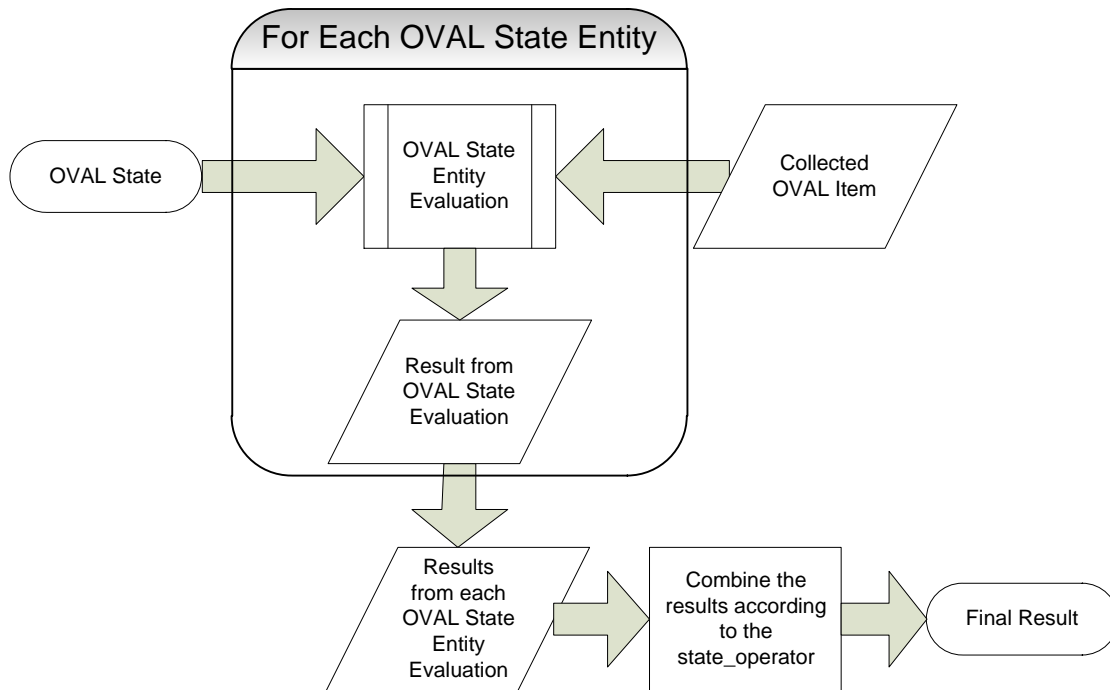 For Each OVAL State Entity
OVAL State
OVAL State
Entity
Evaluation
Collected
OVAL Item
Result from
OVAL State
Evaluation
Results
from each
OVAL State
Entity
Evaluation
Combine the
results according
to the
state_operator
Final Result